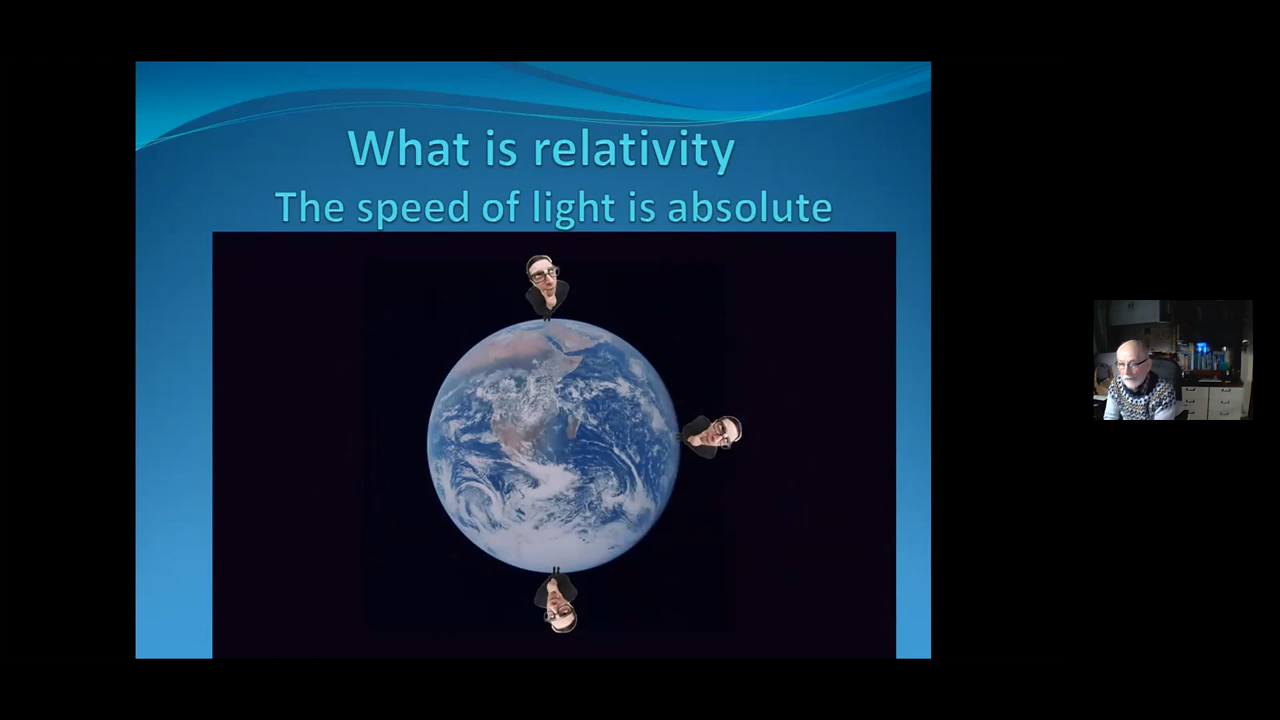 What is relativity
The speed of light is absolute